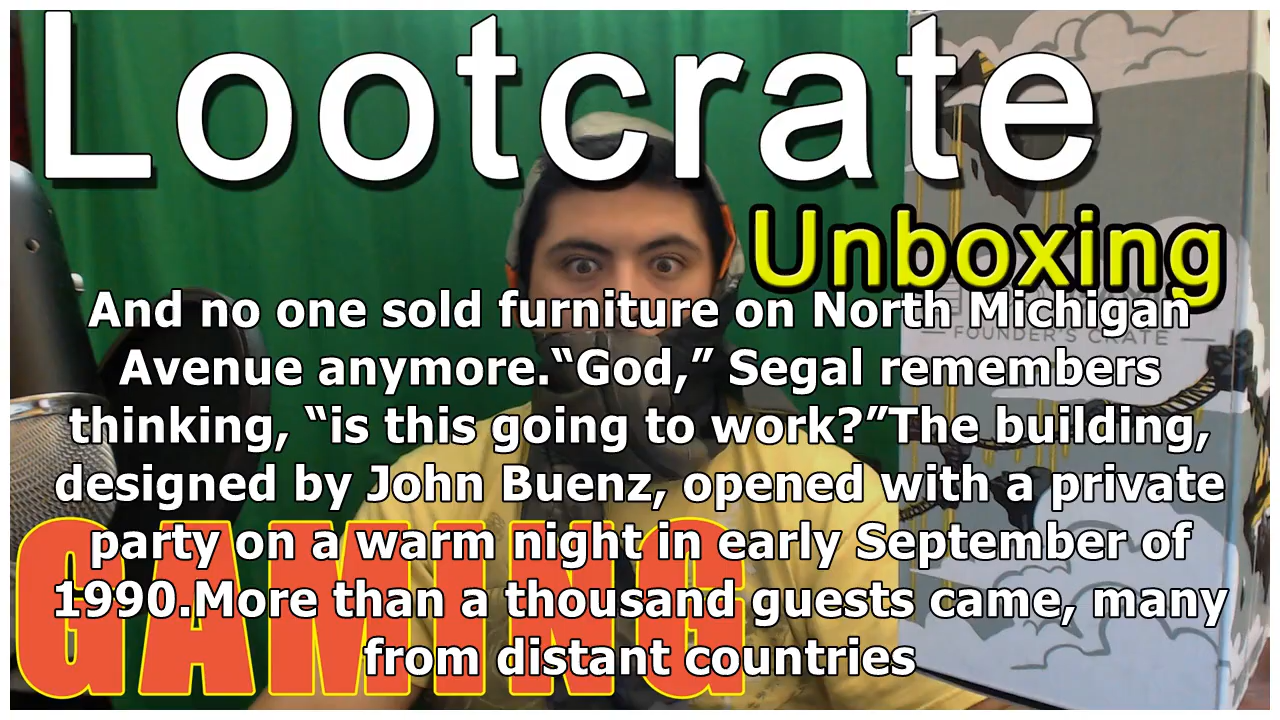 Lootcrate
Unboxing
And no one sold furniture on North Michigan
Avenue anymore.“God,” Segal remembers
thinking, “is this going to work?”The building,
designed by John Buenz, opened with a private
party on a warm night in early September of
1990.More than a thousand guests came, many
from distant countries
FOUNDER'S CRATE
GAMING